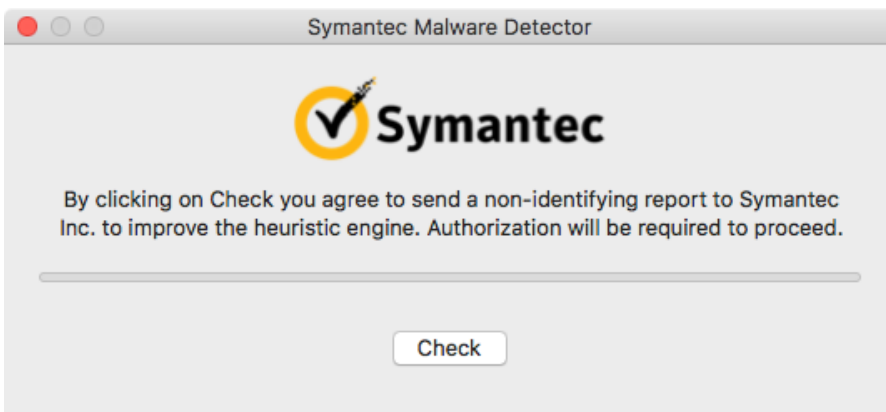 Symantec Malware Detector
Symantec
By clicking on Check you agree to send a non-identifying report to Symantec
Inc. to improve the heuristic engine. Authorization will be required to proceed.
Check